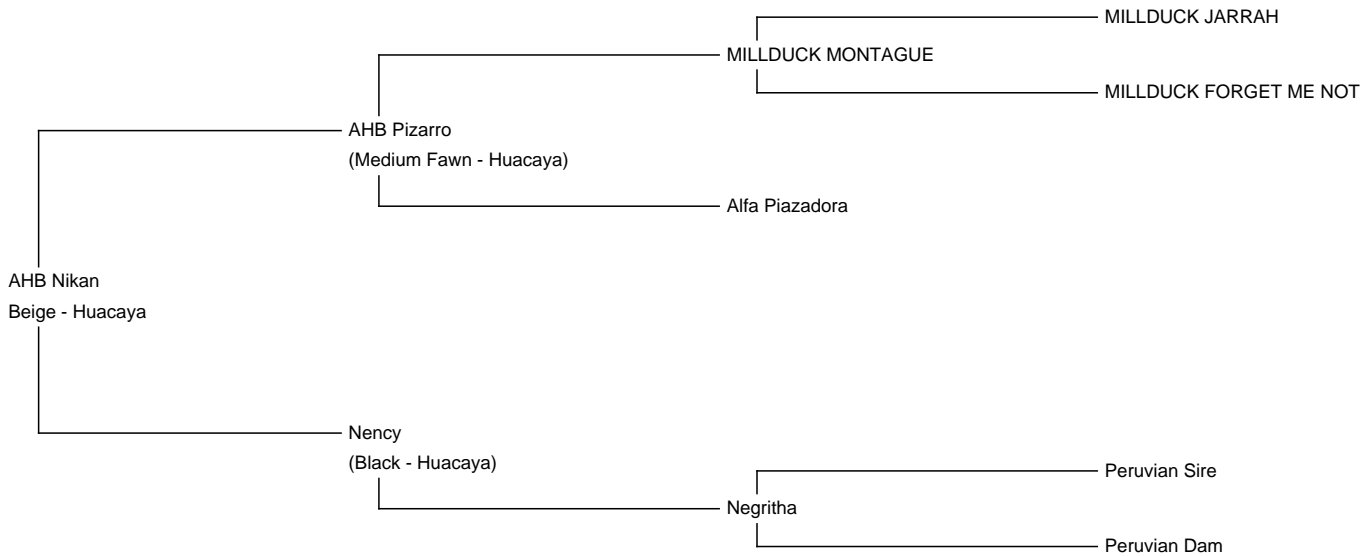 MILLDUCK JARRAH
MILLDUCK MONTAGUE
MILLDUCK FORGET ME NOT
AHB Pizarro
(Medium Fawn - Huacaya)
Alfa Piazadora
AHB Nikan
Beige - Huacaya
Nency
(Black - Huacaya)
Peruvian Sire
Negritha
Peruvian Dam